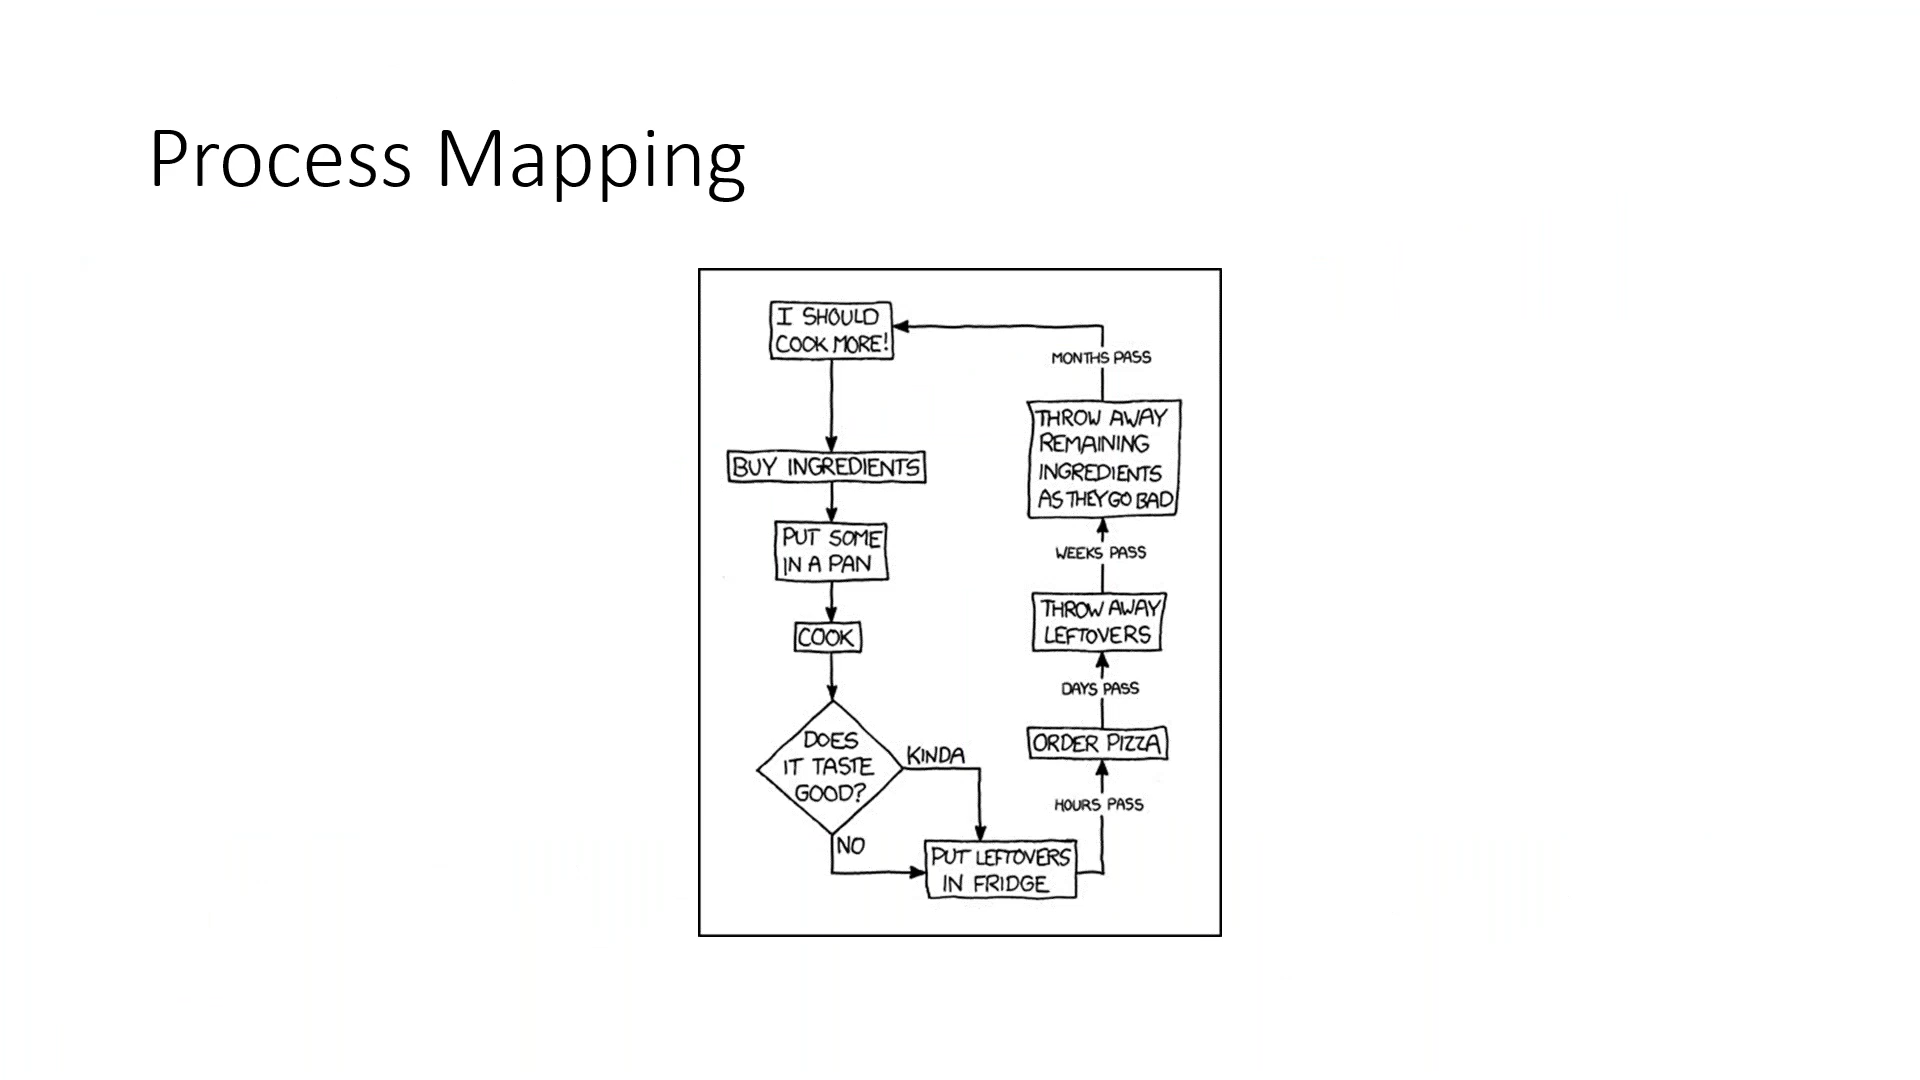 Process Mapping
I SHOULD
COOK MORE!
BUY INGREDIENTS
PUT SOME
IN A PAN
COOK
DOES
IT TASTE
GOOD?
KINDA
NO
PUT LEFTOVERS
IN FRIDGE
HOURS PASS
ORDER PIZZA
DAYS PASS
THROW AWAY
LEFTOVERS
WEEKS PASS
THROW AWAY
REMAINING
INGREDIENTS
AS THEY GO BAD
MONTHS PASS